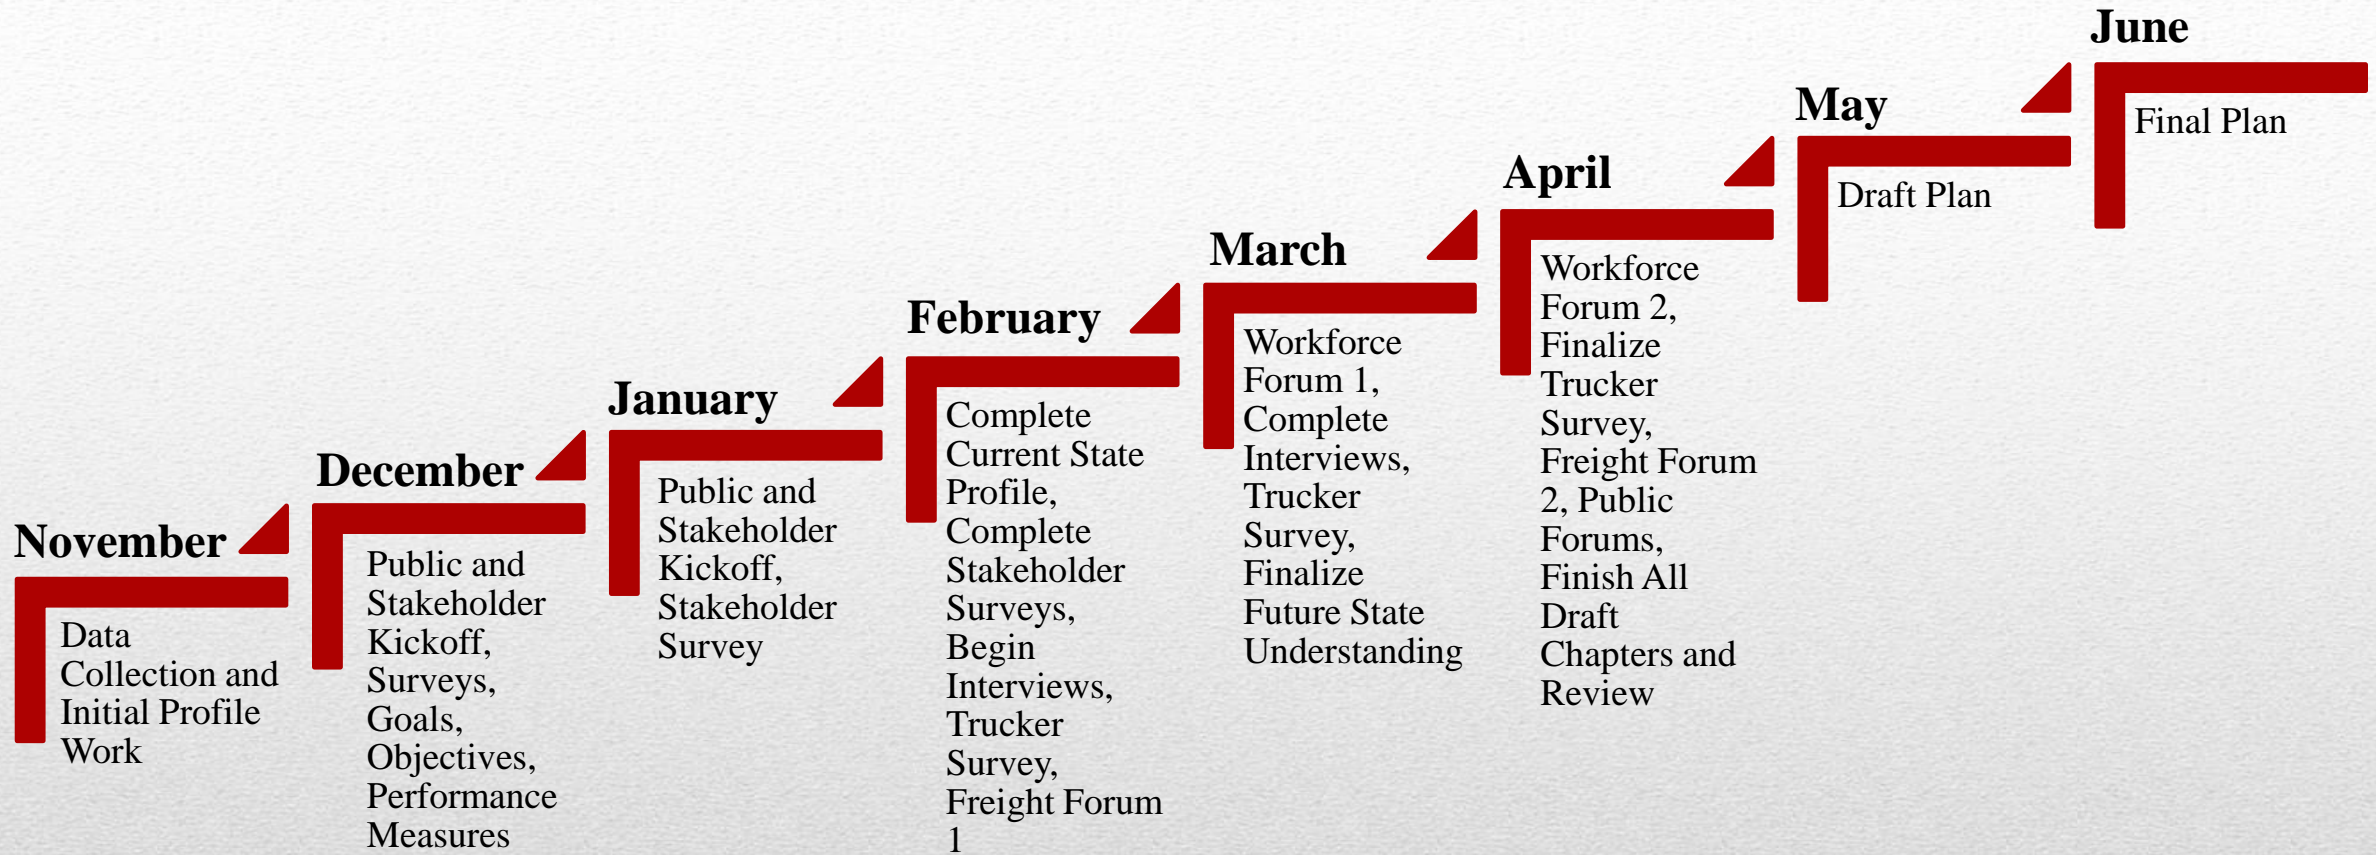 November
Data
Collection and
Initial Profile
Work
December
Public and
Stakeholder
Kickoff,
Surveys,
Goals,
Objectives,
Performance
Measures
January
Public and
Stakeholder
Kickoff,
Stakeholder
Survey
February
Complete
Current State
Profile,
Complete
Stakeholder
Surveys,
Begin
Interviews,
Trucker
Survey,
Freight Forum
1
March
Workforce
Forum 1,
Complete
Interviews,
Trucker
Survey,
Finalize
Future State
Understanding
April
Workforce
Forum 2,
Finalize
Trucker
Survey,
Freight Forum
2, Public
Forums,
Finish All
Draft
Chapters and
Review
May
Draft Plan
June
Final Plan